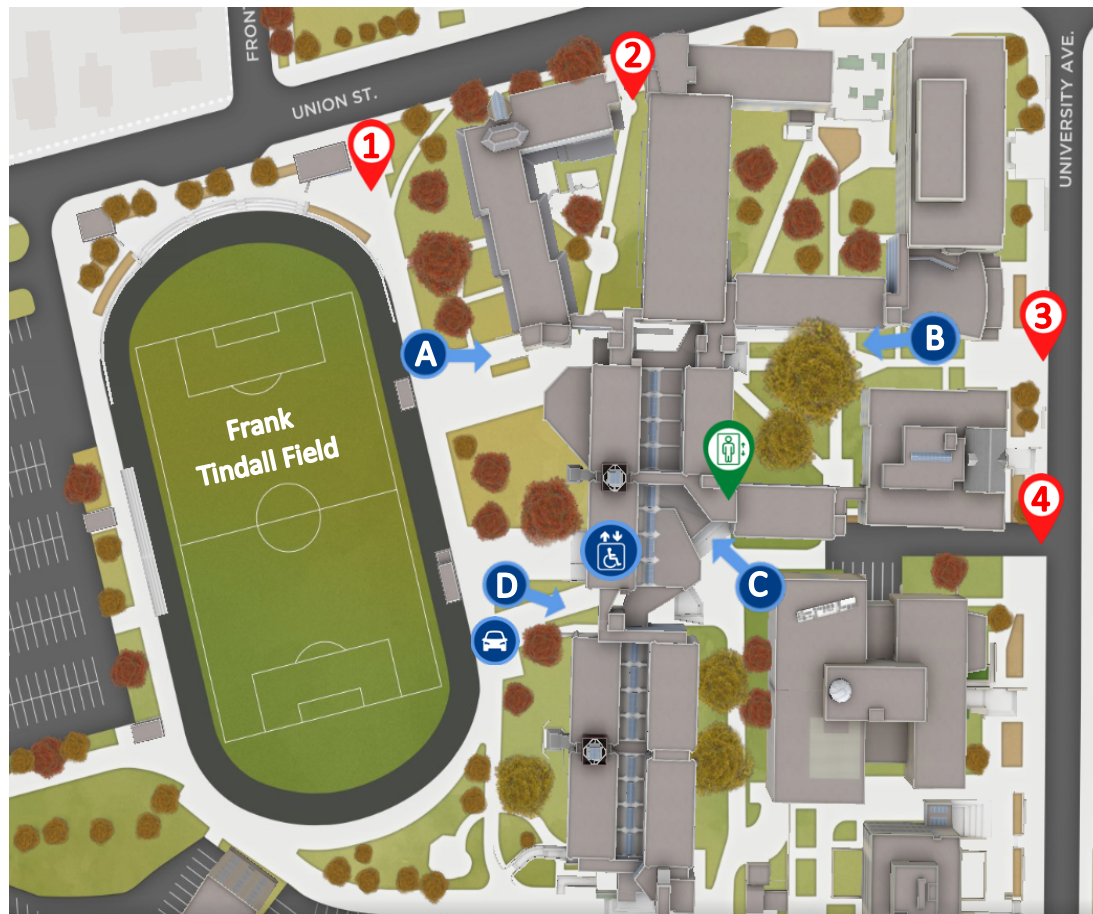 FRONT
UNION ST.
UNIVERSITY AVE.
1
2
3
4
A
B
Frank
Tindall Field
D
C